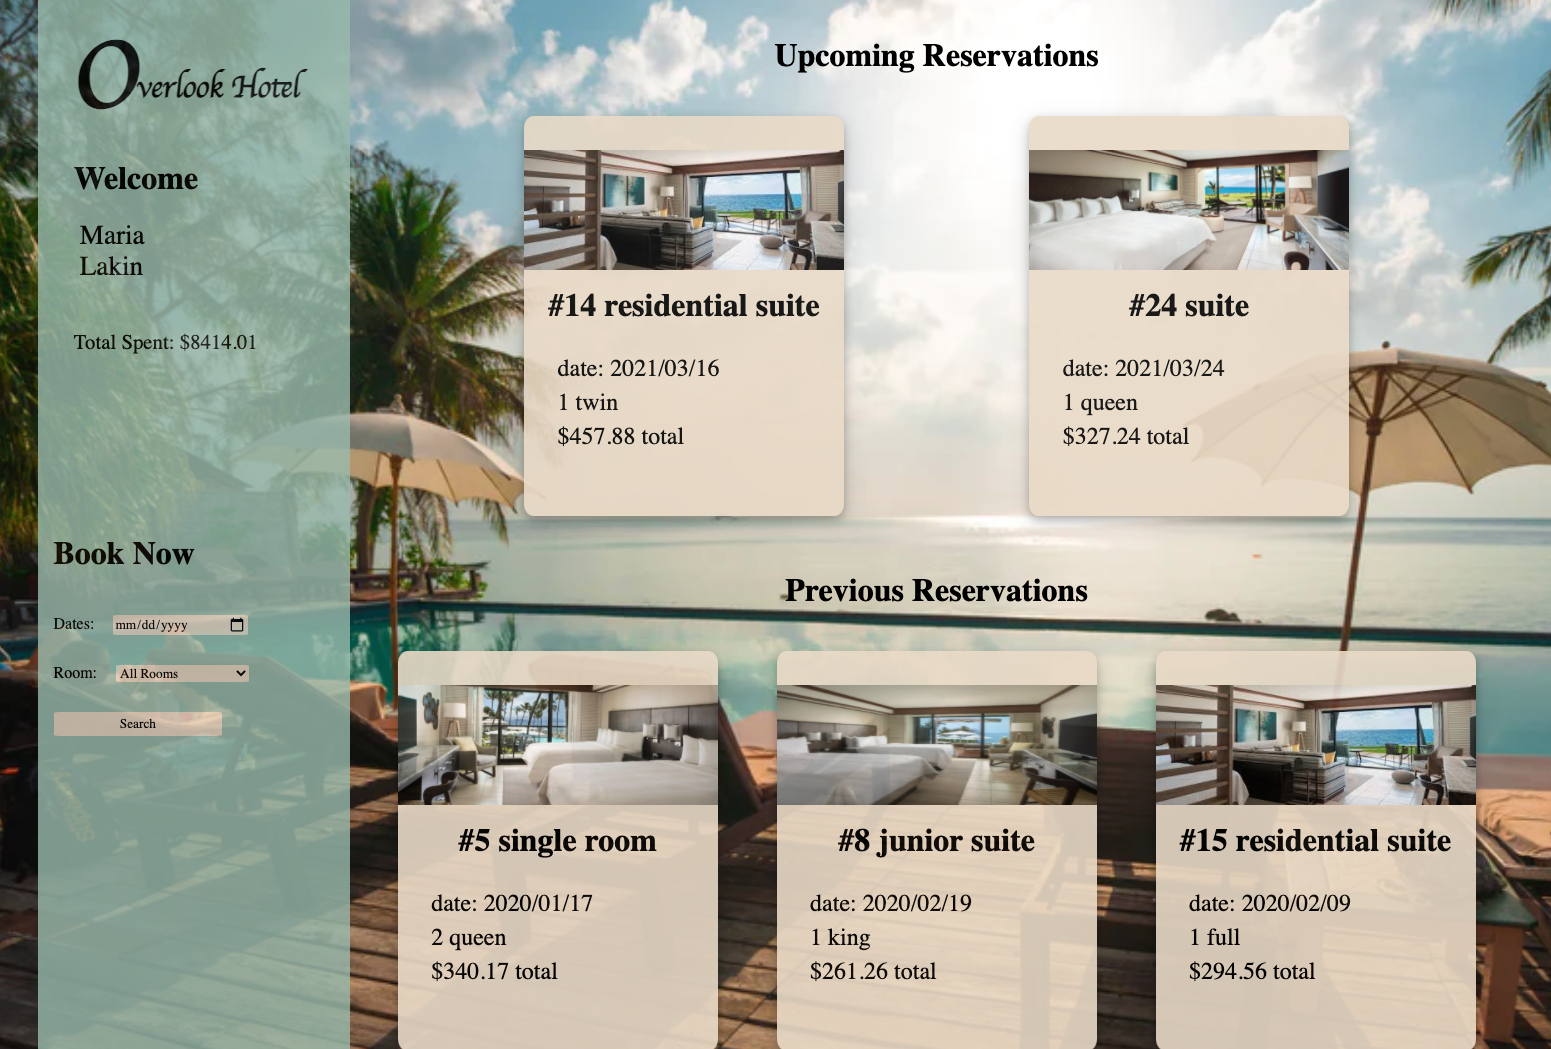 Overlook Hotel
Welcome
Maria
Lakin
Total Spent: $8414.01
Book Now
Dates: mm/dd/yyyy
Room: All Rooms
Search
Upcoming Reservations
#14 residential suite
date: 2021/03/16
1 twin
$457.88 total
#24 suite
date: 2021/03/24
1 queen
$327.24 total
Previous Reservations
#5 single room
date: 2020/01/17
2 queen
$340.17 total
#8 junior suite
date: 2020/02/19
1 king
$261.26 total
#15 residential suite
date: 2020/02/09
1 full
$294.56 total